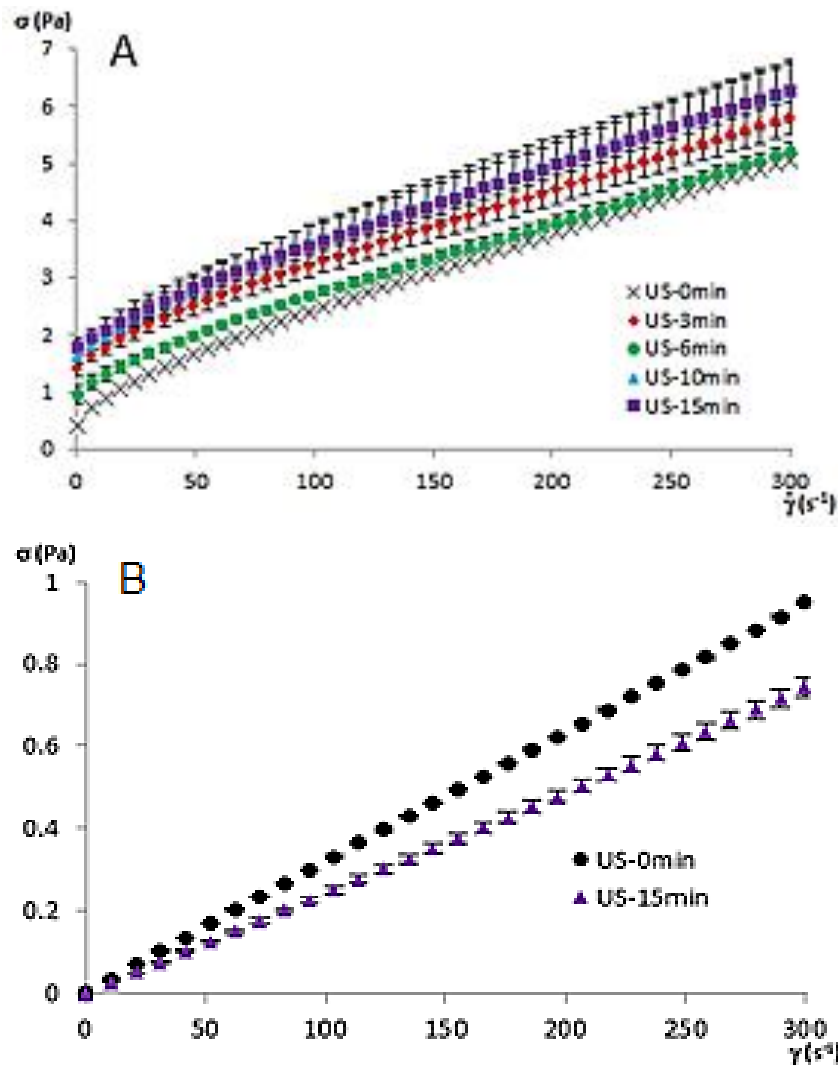 σ (Pa)
A
7
6
5
4
3
2
1
0
US-0min
US-3min
US-6min
US-10min
US-15min
0 50 100 150 200 250 300
γ̇ (s⁻¹)
σ (Pa)
B
1
0.8
0.6
0.4
0.2
0
US-0min
US-15min
0 50 100 150 200 250 300
γ (s⁻¹)